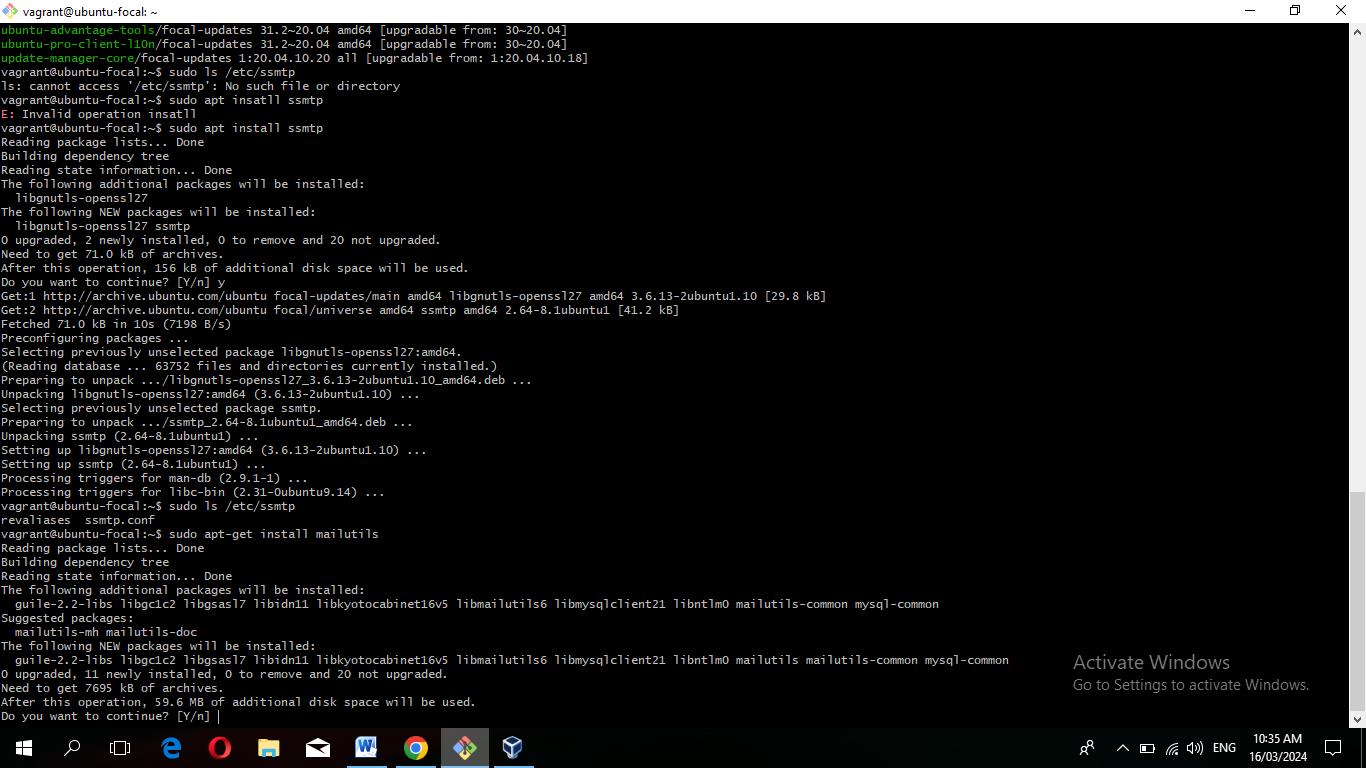 vagrant@ubuntu-focal: ~
ubuntu-advantage-tools/focal-updates 31.2~20.04 amd64 [upgradable from: 30~20.04]
ubuntu-pro-client-l10n/focal-updates 31.2~20.04 amd64 [upgradable from: 30~20.04]
update-manager-core/focal-updates 1:20.04.10.20 all [upgradable from: 1:20.04.10.18]
vagrant@ubuntu-focal:~$ sudo ls /etc/ssmtp
ls: cannot access '/etc/ssmtp': No such file or directory
vagrant@ubuntu-focal:~$ sudo apt insatll ssmtp
E: Invalid operation insatll
vagrant@ubuntu-focal:~$ sudo apt install ssmtp
Reading package lists... Done
Building dependency tree
Reading state information... Done
The following additional packages will be installed:
  libgnutls-openssl27
The following NEW packages will be installed:
  libgnutls-openssl27 ssmtp
0 upgraded, 2 newly installed, 0 to remove and 20 not upgraded.
Need to get 71.0 kB of archives.
After this operation, 156 kB of additional disk space will be used.
Do you want to continue? [Y/n] y
Get:1 http://archive.ubuntu.com/ubuntu focal-updates/main amd64 libgnutls-openssl27 amd64 3.6.13-2ubuntu1.10 [29.8 kB]
Get:2 http://archive.ubuntu.com/ubuntu focal/universe amd64 ssmtp amd64 2.64-8.1ubuntu1 [41.2 kB]
Fetched 71.0 kB in 10s (7198 B/s)
Preconfiguring packages ...
Selecting previously unselected package libgnutls-openssl27:amd64.
(Reading database ... 63752 files and directories currently installed.)
Preparing to unpack .../libgnutls-openssl27_3.6.13-2ubuntu1.10_amd64.deb ...
Unpacking libgnutls-openssl27:amd64 (3.6.13-2ubuntu1.10) ...
Selecting previously unselected package ssmtp.
Preparing to unpack .../ssmtp_2.64-8.1ubuntu1_amd64.deb ...
Unpacking ssmtp (2.64-8.1ubuntu1) ...
Setting up libgnutls-openssl27:amd64 (3.6.13-2ubuntu1.10) ...
Setting up ssmtp (2.64-8.1ubuntu1) ...
Processing triggers for man-db (2.9.1-1) ...
Processing triggers for libc-bin (2.31-0ubuntu9.14) ...
vagrant@ubuntu-focal:~$ sudo ls /etc/ssmtp
revaliases  ssmtp.conf
vagrant@ubuntu-focal:~$ sudo apt-get install mailutils
Reading package lists... Done
Building dependency tree
Reading state information... Done
The following additional packages will be installed:
  guile-2.2-libs libgc1c2 libgsasl7 libidn11 libkyotocabinet16v5 libmailutils6 libmysqlclient21 libntlm0 mailutils-common mysql-common
Suggested packages:
  mailutils-mh mailutils-doc
The following NEW packages will be installed:
  guile-2.2-libs libgc1c2 libgsasl7 libidn11 libkyotocabinet16v5 libmailutils6 libmysqlclient21 libntlm0 mailutils mailutils-common mysql-common
0 upgraded, 11 newly installed, 0 to remove and 20 not upgraded.
Need to get 7695 kB of archives.
After this operation, 59.6 MB of additional disk space will be used.
Do you want to continue? [Y/n]
Activate Windows
Go to Settings to activate Windows.
ENG
10:35 AM
16/03/2024